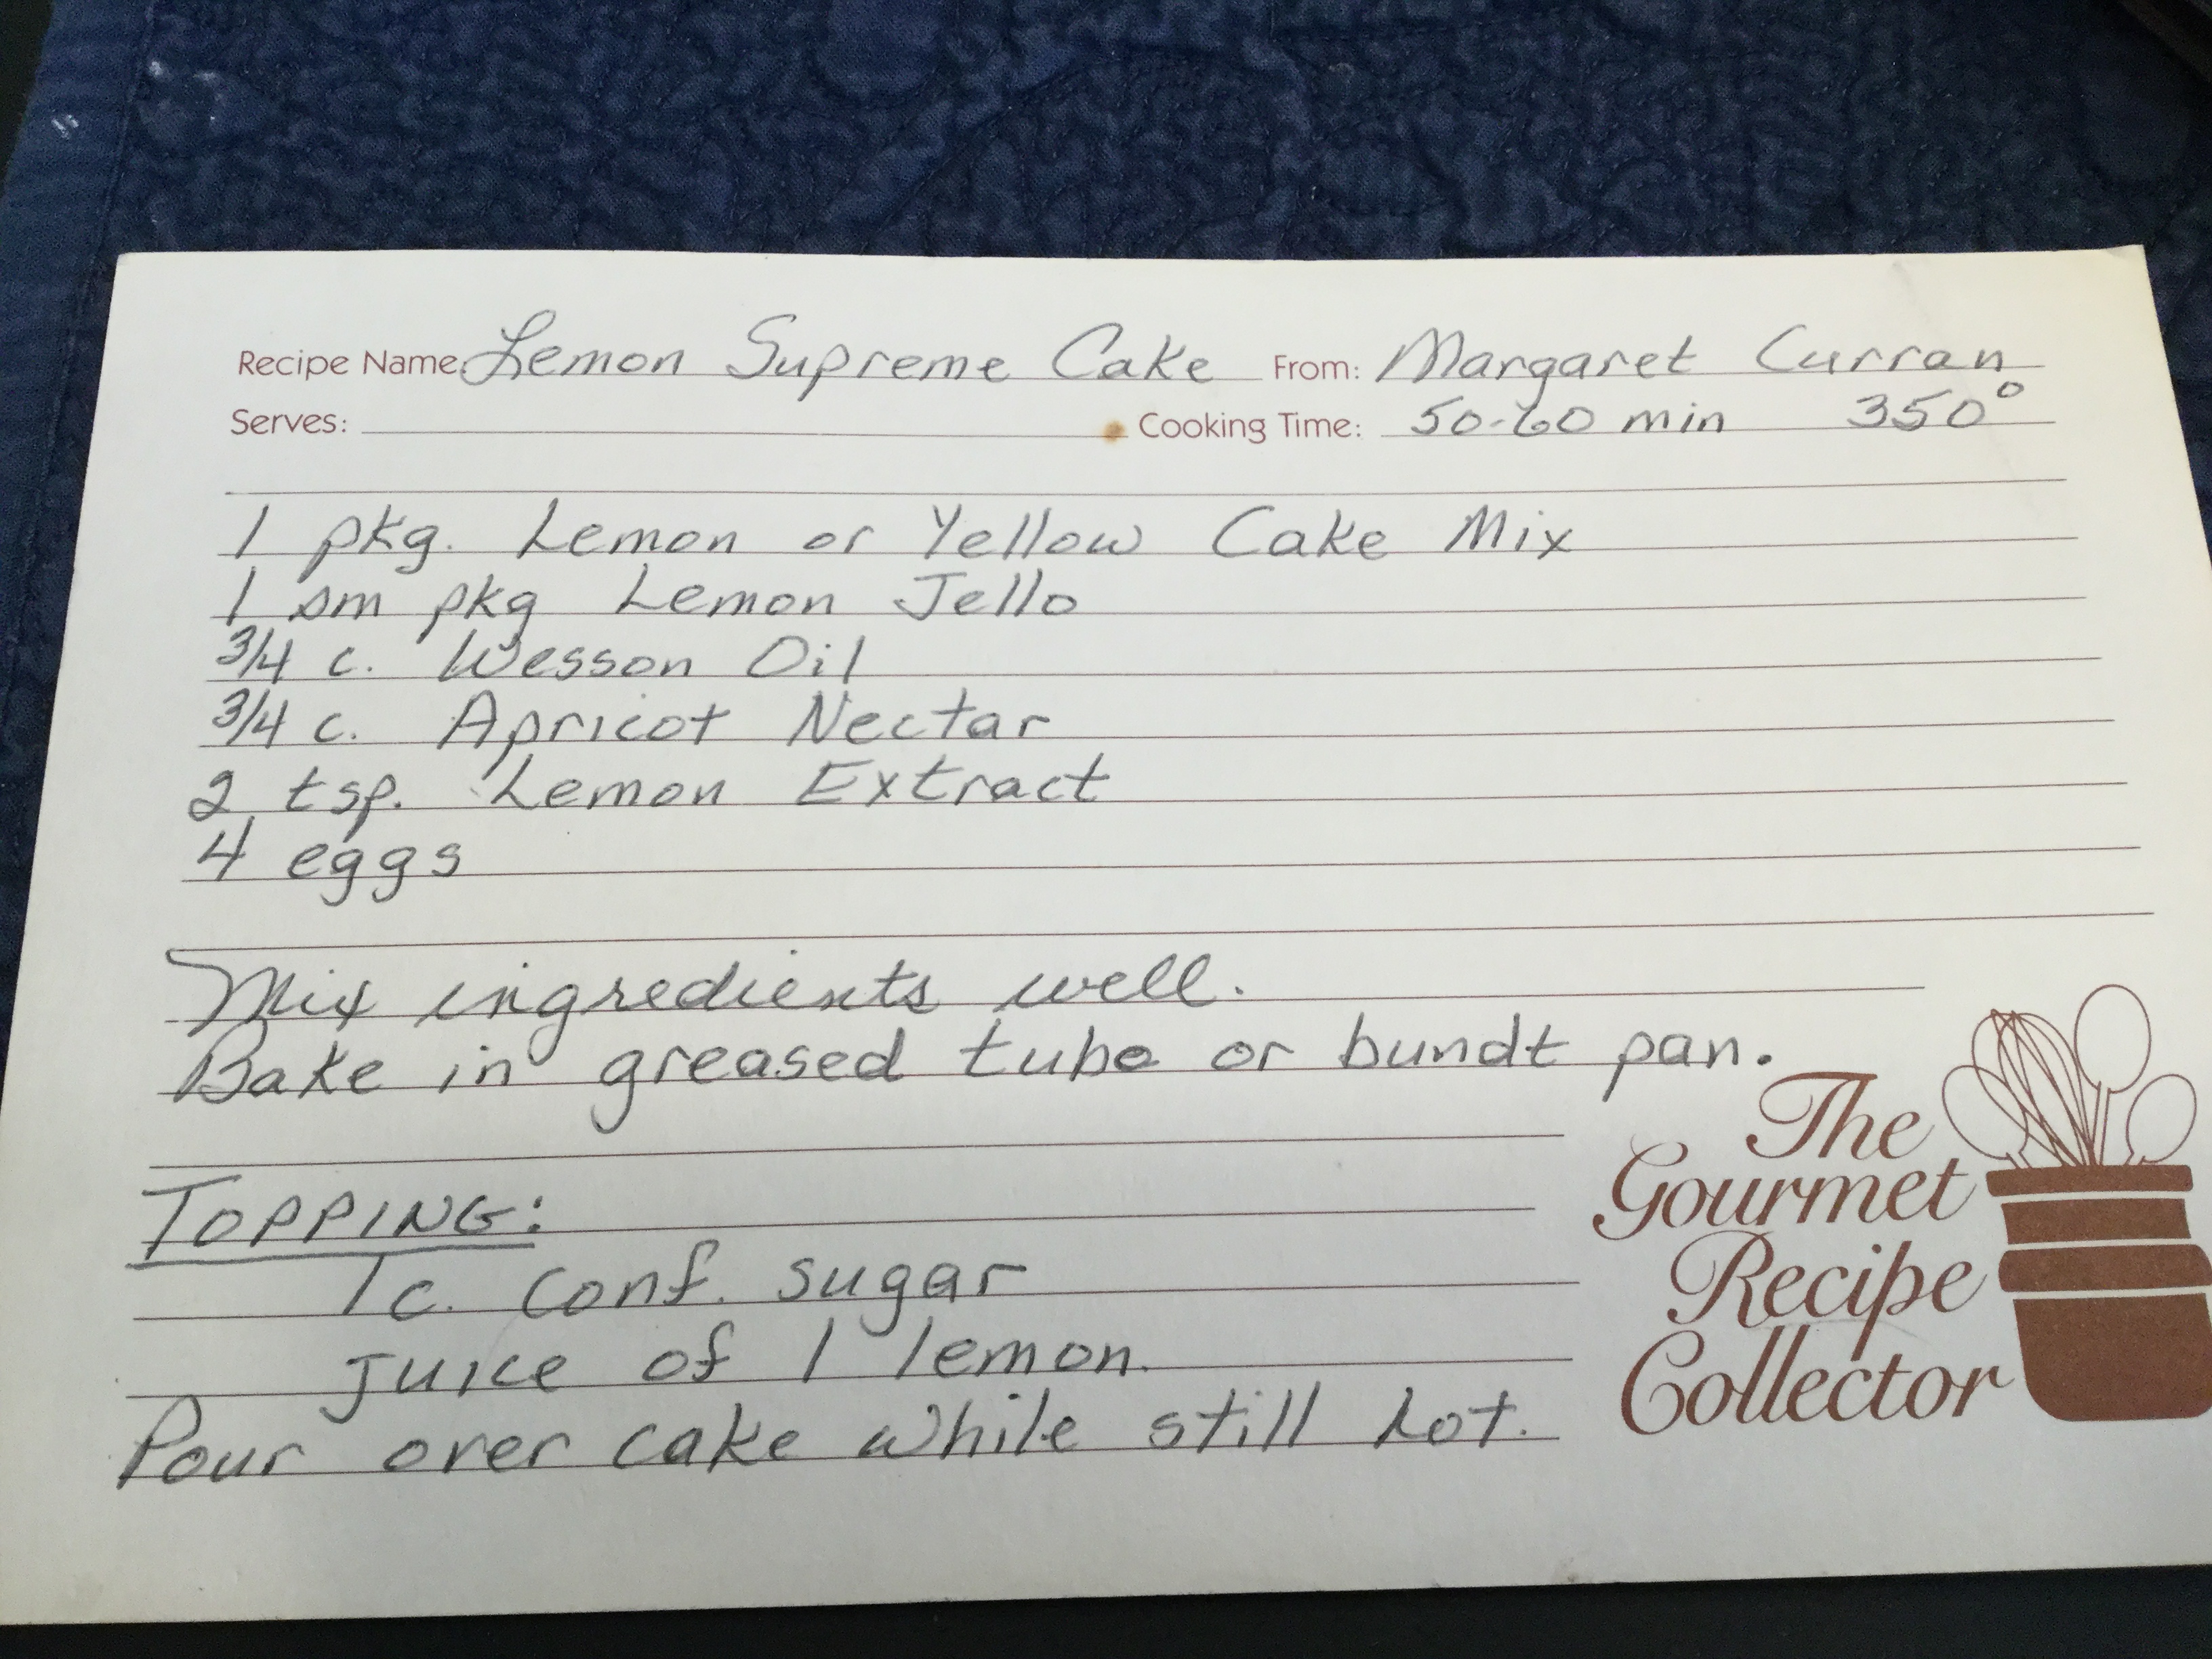 Recipe Name: Lemon Supreme Cake From: Margaret Curran
Serves: Cooking Time: 50-60 min 350°
1 pkg. Lemon or Yellow Cake Mix
1 sm pkg Lemon Jello
3/4 c. Wesson Oil
3/4 c. Apricot Nectar
2 tsp. Lemon Extract
4 eggs
Mix ingredients well.
Bake in greased tube or bundt pan.
TOPPING:
1 c. conf. sugar
juice of 1 lemon.
Pour over cake while still hot.
The
Gourmet
Recipe
Collector